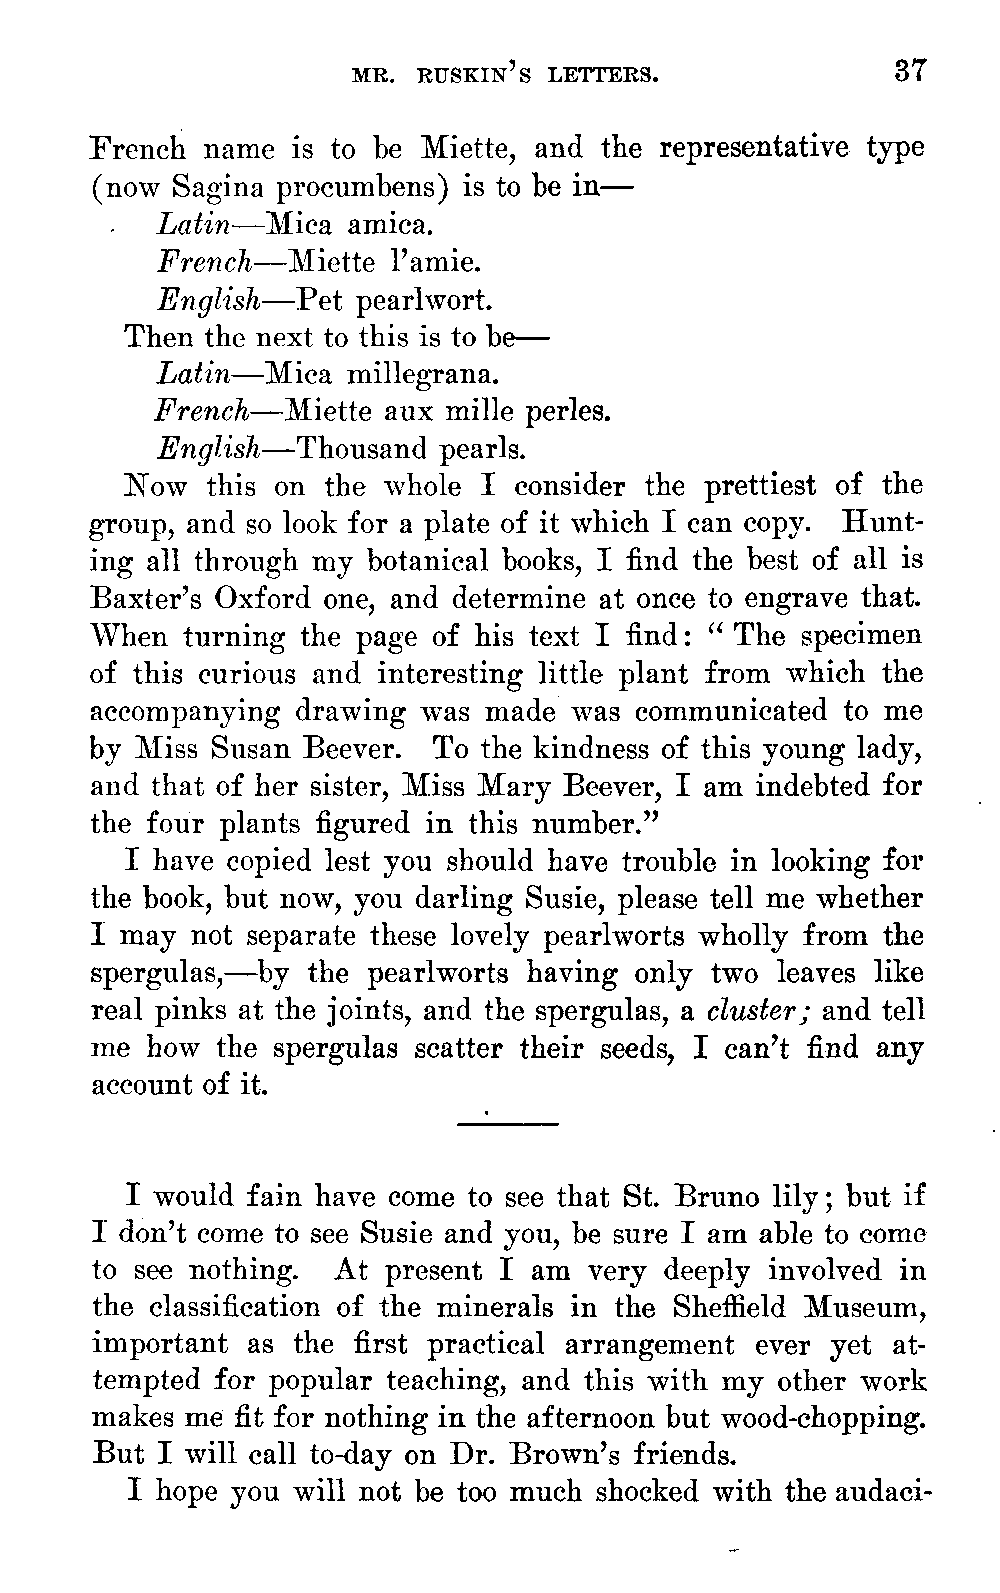 MR. RUSKIN'S LETTERS. 37
French name is to be Miette, and the representative type
(now Sagina procumbens) is to be in—
Latin—Mica amica.
French—Miette l'amie.
English—Pet pearlwort.
Then the next to this is to be—
Latin—Mica millegrana.
French—Miette aux mille perles.
English—Thousand pearls.
Now this on the whole I consider the prettiest of the
group, and so look for a plate of it which I can copy. Hunt-
ing all through my botanical books, I find the best of all is
Baxter's Oxford one, and determine at once to engrave that.
When turning the page of his text I find: “ The specimen
of this curious and interesting little plant from which the
accompanying drawing was made was communicated to me
by Miss Susan Beever. To the kindness of this young lady,
and that of her sister, Miss Mary Beever, I am indebted for
the four plants figured in this number.”
I have copied lest you should have trouble in looking for
the book, but now, you darling Susie, please tell me whether
I may not separate these lovely pearlworts wholly from the
spergulas,—by the pearlworts having only two leaves like
real pinks at the joints, and the spergulas, a cluster; and tell
me how the spergulas scatter their seeds, I can't find any
account of it.
I would fain have come to see that St. Bruno lily; but if
I don't come to see Susie and you, be sure I am able to come
to see nothing. At present I am very deeply involved in
the classification of the minerals in the Sheffield Museum,
important as the first practical arrangement ever yet at-
tempted for popular teaching, and this with my other work
makes me fit for nothing in the afternoon but wood-chopping.
But I will call to-day on Dr. Brown's friends.
I hope you will not be too much shocked with the audaci-